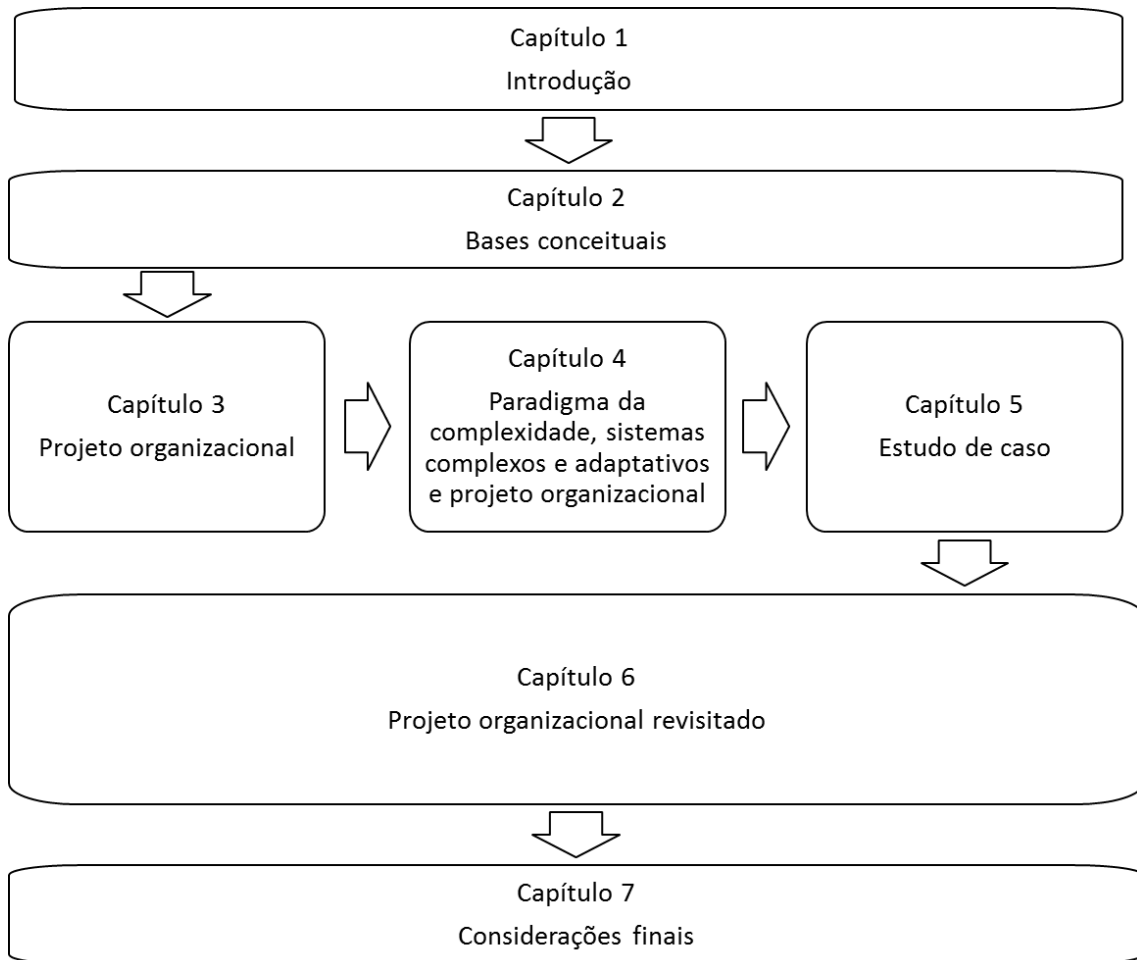 Capítulo 1
Introdução
Capítulo 2
Bases conceituais
Capítulo 3
Projeto organizacional
Capítulo 4
Paradigma da
complexidade, sistemas
complexos e adaptativos
e projeto organizacional
Capítulo 5
Estudo de caso
Capítulo 6
Projeto organizacional revisitado
Capítulo 7
Considerações finais